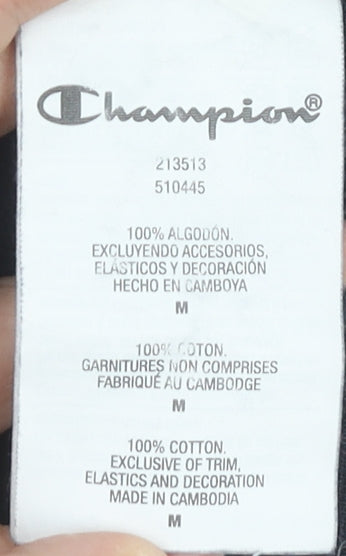 Champion®
213513
510445
100% ALGODÓN.
EXCLUYENDO ACCESORIOS,
ELÁSTICOS Y DECORACIÓN
HECHO EN CAMBOYA
M
100% COTON.
GARNITURES NON COMPRISES
FABRIQUÉ AU CAMBODGE
M
100% COTTON.
EXCLUSIVE OF TRIM,
ELASTICS AND DECORATION
MADE IN CAMBODIA
M